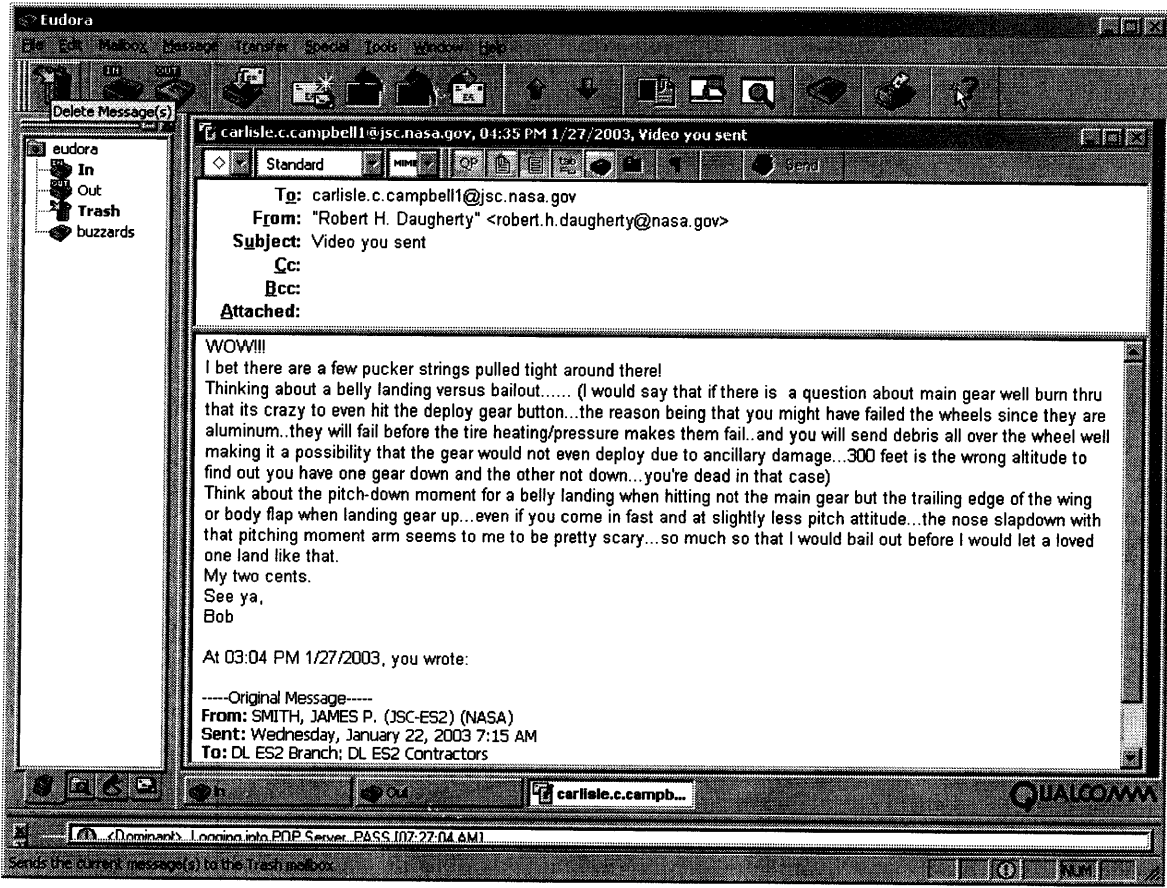 Eudora
File Edit Mailbox Message Transfer Special Tools Window Help
IN OUT
Delete Message(s)
eudora
In
Out
Trash
buzzards
carlisle.c.campbell1@jsc.nasa.gov, 04:35 PM 1/27/2003, Video you sent
Standard MIME QP Send
To: carlisle.c.campbell1@jsc.nasa.gov
From: "Robert H. Daugherty" <robert.h.daugherty@nasa.gov>
Subject: Video you sent
Cc:
Bcc:
Attached:
WOW!!!
I bet there are a few pucker strings pulled tight around there!
Thinking about a belly landing versus bailout...... (I would say that if there is a question about main gear well burn thru
that its crazy to even hit the deploy gear button...the reason being that you might have failed the wheels since they are
aluminum..they will fail before the tire heating/pressure makes them fail..and you will send debris all over the wheel well
making it a possibility that the gear would not even deploy due to ancillary damage...300 feet is the wrong altitude to
find out you have one gear down and the other not down...you're dead in that case)
Think about the pitch-down moment for a belly landing when hitting not the main gear but the trailing edge of the wing
or body flap when landing gear up...even if you come in fast and at slightly less pitch attitude...the nose slapdown with
that pitching moment arm seems to me to be pretty scary...so much so that I would bail out before I would let a loved
one land like that.
My two cents.
See ya,
Bob
At 03:04 PM 1/27/2003, you wrote:
-----Original Message-----
From: SMITH, JAMES P. (JSC-ES2) (NASA)
Sent: Wednesday, January 22, 2003 7:15 AM
To: DL ES2 Branch; DL ES2 Contractors
In Out carlisle.c.campb... QUALCOMM
<Dominant> Logging into POP Server, PASS [07:27:04 AM]
Sends the current message(s) to the Trash mailbox NUM